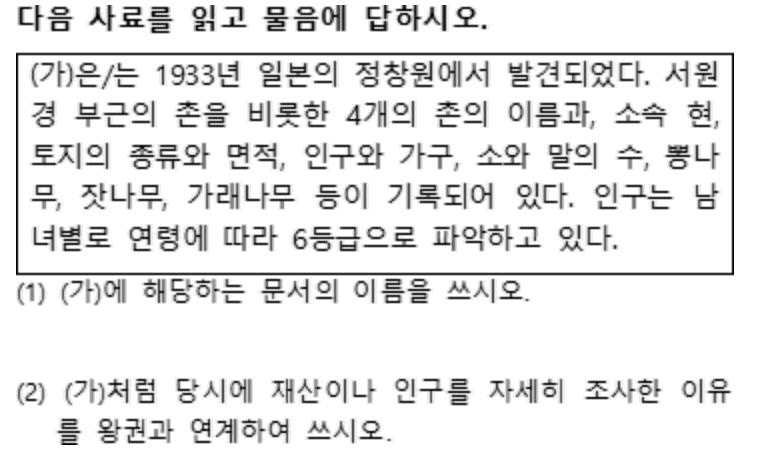 다음 사료를 읽고 물음에 답하시오.
(가)은/는 1933년 일본의 정창원에서 발견되었다. 서원
경 부근의 촌을 비롯한 4개의 촌의 이름과, 소속 현,
토지의 종류와 면적, 인구와 가구, 소와 말의 수, 뽕나
무, 잣나무, 가래나무 등이 기록되어 있다. 인구는 남
녀별로 연령에 따라 6등급으로 파악하고 있다.
(1) (가)에 해당하는 문서의 이름을 쓰시오.
(2) (가)처럼 당시에 재산이나 인구를 자세히 조사한 이유
를 왕권과 연계하여 쓰시오.